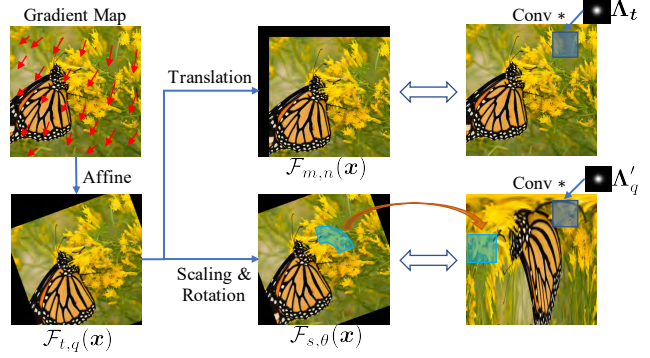 Gradient Map
Conv *
Λ_t
Translation
F_{m,n}(x)
Affine
Conv *
Λ'_q
Scaling &
Rotation
F_{t,q}(x)
F_{s,θ}(x)